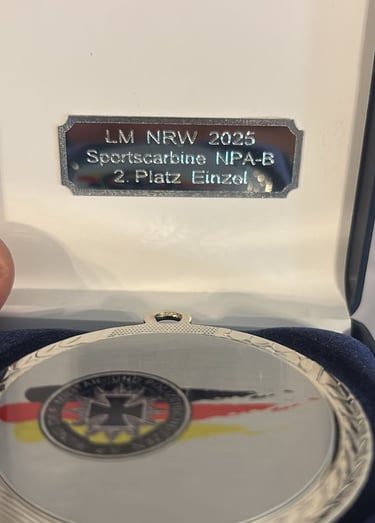 LM NRW 2025
Sportscarbine NPA-B
2. Platz Einzel